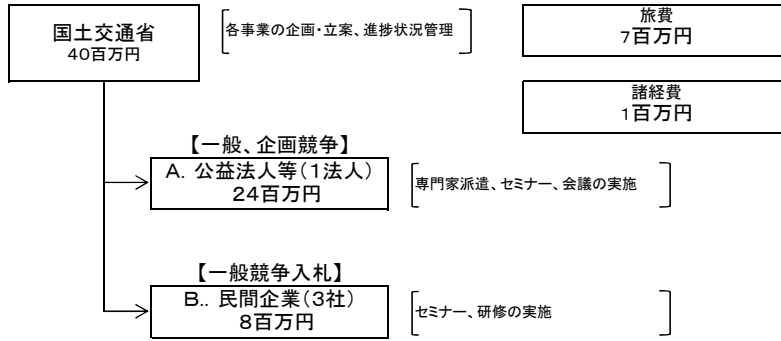 国土交通省
40百万円
各事業の企画・立案、進捗状況管理
旅費
7百万円
諸経費
1百万円
【一般、企画競争】
A. 公益法人等(1法人)
24百万円
専門家派遣、セミナー、会議の実施
【一般競争入札】
B.. 民間企業(3社)
8百万円
セミナー、研修の実施